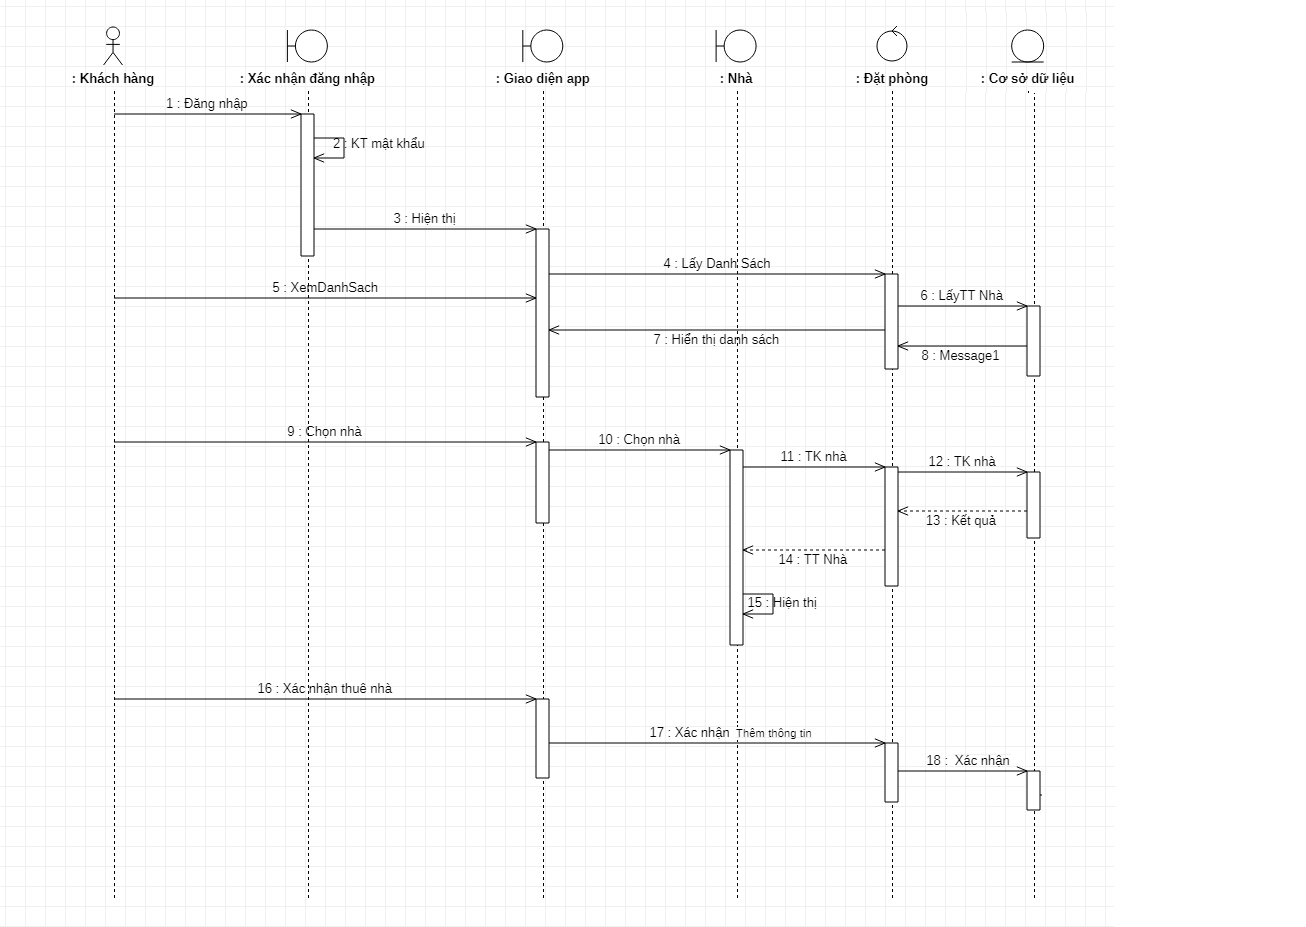 : Khách hàng
: Xác nhận đăng nhập
: Giao diện app
: Nhà
: Đặt phòng
: Cơ sở dữ liệu
1 : Đăng nhập
2 : KT mật khẩu
3 : Hiện thị
4 : Lấy Danh Sách
5 : XemDanhSach
6 : LấyTT Nhà
7 : Hiển thị danh sách
8 : Message1
9 : Chọn nhà
10 : Chọn nhà
11 : TK nhà
12 : TK nhà
13 : Kết quả
14 : TT Nhà
15 : Hiện thị
16 : Xác nhận thuê nhà
17 : Xác nhận Thêm thông tin
18 : Xác nhận